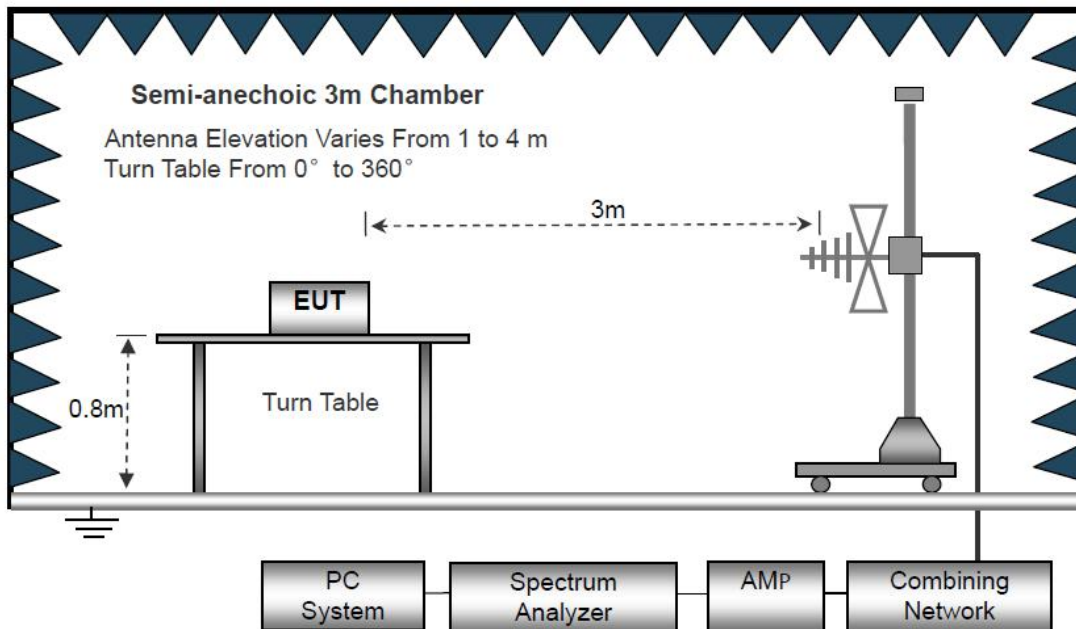 Semi-anechoic 3m Chamber
Antenna Elevation Varies From 1 to 4 m
Turn Table From 0° to 360°
3m
EUT
0.8m
Turn Table
PC
System
Spectrum
Analyzer
AMP
Combining
Network